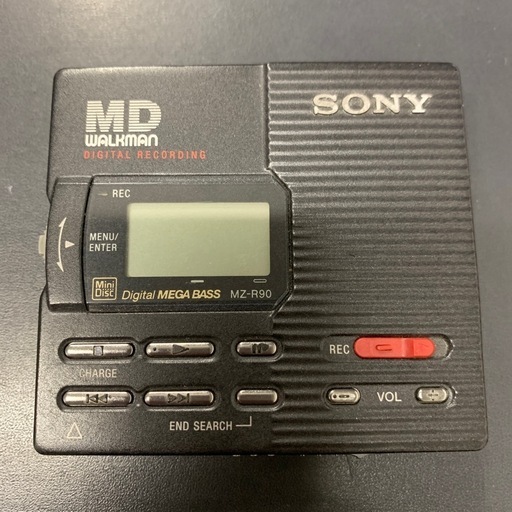 SONY
MD
WALKMAN
DIGITAL RECORDING
REC
MENU/
ENTER
Mini
Disc
Digital MEGA BASS MZ-R90
REC
CHARGE
VOL
END SEARCH